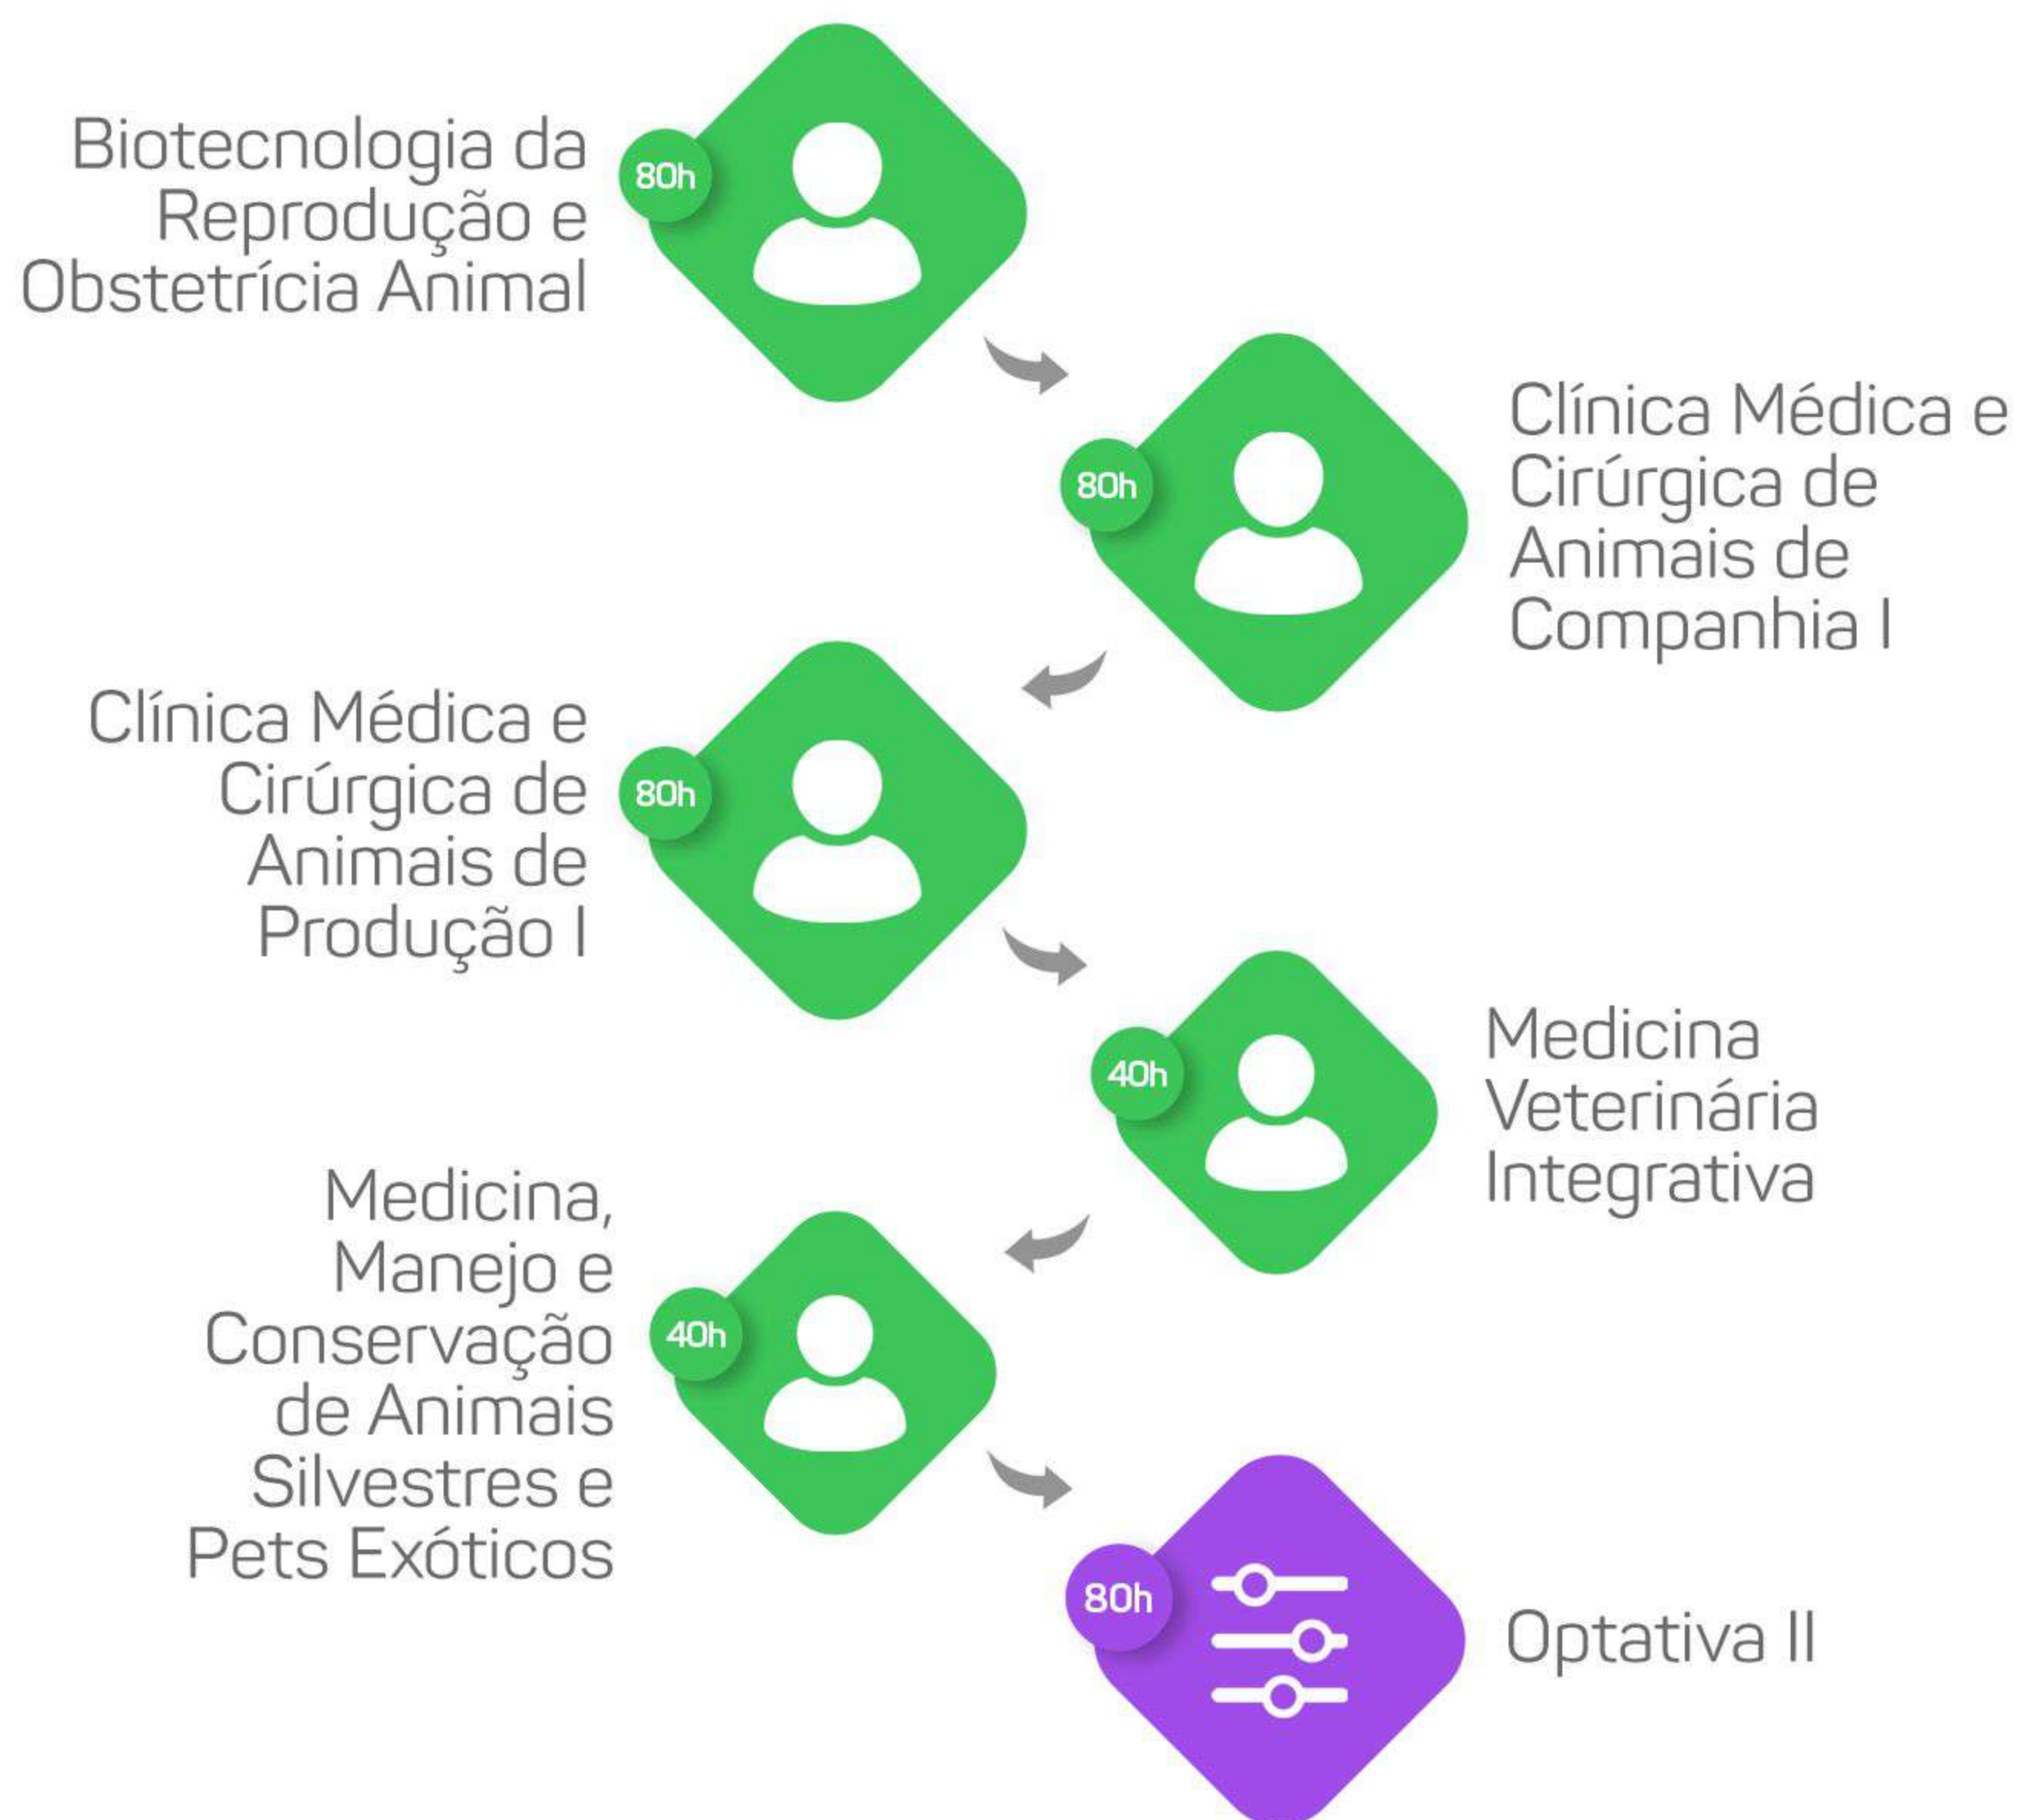 Biotecnologia da
Reprodução e
Obstetrícia Animal
80h
80h
Clínica Médica e
Cirúrgica de
Animais de
Companhia I
Clínica Médica e
Cirúrgica de
Animais de
Produção I
80h
40h
Medicina
Veterinária
Integrativa
Medicina,
Manejo e
Conservação
de Animais
Silvestres e
Pets Exóticos
40h
80h
Optativa II